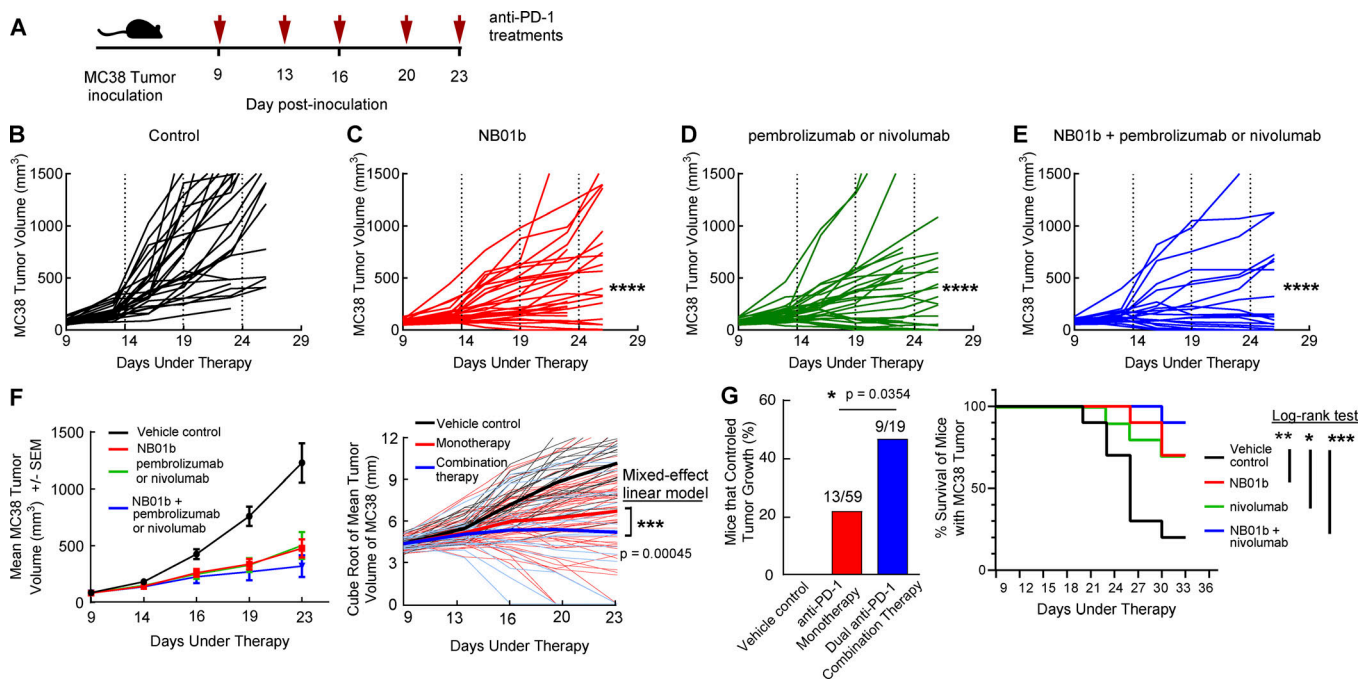 A
anti-PD-1
treatments
MC38 Tumor
inoculation
9 13 16 20 23
Day post-inoculation
B
Control
MC38 Tumor Volume (mm³)
1500
1000
500
0
9 14 19 24 29
Days Under Therapy
C
NB01b
MC38 Tumor Volume (mm³)
1500
1000
500
0
****
9 14 19 24 29
Days Under Therapy
D
pembrolizumab or nivolumab
MC38 Tumor Volume (mm³)
1500
1000
500
0
****
9 14 19 24 29
Days Under Therapy
E
NB01b + pembrolizumab or nivolumab
MC38 Tumor Volume (mm³)
1500
1000
500
0
****
9 14 19 24 29
Days Under Therapy
F
Mean MC38 Tumor
Volume (mm³) +/- SEM
1500
1000
500
0
Vehicle control
NB01b
pembrolizumab
or nivolumab
NB01b +
pembrolizumab
or nivolumab
9 14 16 19 23
Days Under Therapy
Cube Root of Mean Tumor
Volume of MC38 (mm)
12
9
6
3
0
Vehicle control
Monotherapy
Combination
therapy
Mixed-effect
linear model
***
p = 0.00045
9 13 16 20 23
Days Under Therapy
G
Mice that Controled
Tumor Growth (%)
60
40
20
0
* p = 0.0354
9/19
13/59
Vehicle control
anti-PD-1
Monotherapy
Dual anti-PD-1
Combination Therapy
% Survival of Mice
with MC38 Tumor
100
50
0
9 12 15 18 21 24 27 30 33 36
Days Under Therapy
Log-rank test
** * ***
Vehicle
control
NB01b
nivolumab
NB01b +
nivolumab